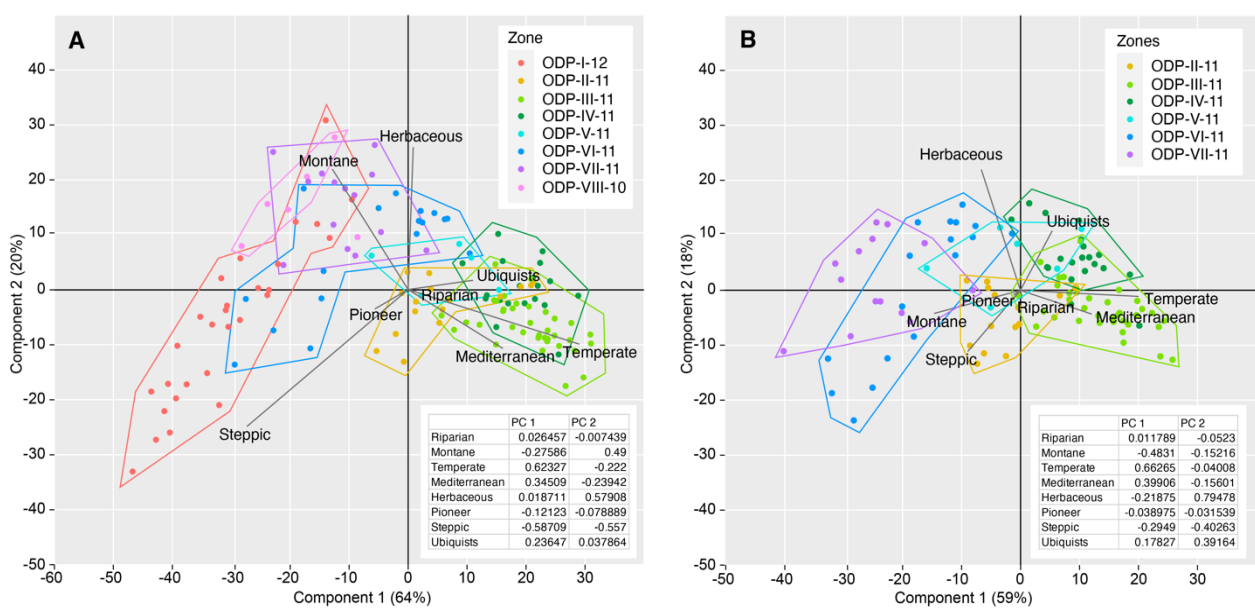 A
Zone
ODP-I-12
ODP-II-11
ODP-III-11
ODP-IV-11
ODP-V-11
ODP-VI-11
ODP-VII-11
ODP-VIII-10
Herbaceous
Montane
Ubiquists
Riparian
Pioneer
Mediterranean
Temperate
Steppic
PC 1 PC 2
Riparian 0.026457 -0.007439
Montane -0.27586 0.49
Temperate 0.62327 -0.222
Mediterranean 0.34509 -0.23942
Herbaceous 0.018711 0.57908
Pioneer -0.12123 -0.078889
Steppic -0.58709 -0.557
Ubiquists 0.23647 0.037864
40
30
20
10
0
-10
-20
-30
-40
-50
Component 2 (20%)
-60 -50 -40 -30 -20 -10 0 10 20 30
Component 1 (64%)
B
Zones
ODP-II-11
ODP-III-11
ODP-IV-11
ODP-V-11
ODP-VI-11
ODP-VII-11
Herbaceous
Ubiquists
Temperate
Pioneer
Riparian
Mediterranean
Montane
Steppic
PC 1 PC 2
Riparian 0.011789 -0.0523
Montane -0.4831 -0.15216
Temperate 0.66265 -0.04008
Mediterranean 0.39906 -0.15601
Herbaceous -0.21875 0.79478
Pioneer -0.038975 -0.031539
Steppic -0.2949 -0.40263
Ubiquists 0.17827 0.39164
40
30
20
10
0
-10
-20
-30
-40
-50
Component 2 (18%)
-50 -40 -30 -20 -10 0 10 20 30
Component 1 (59%)